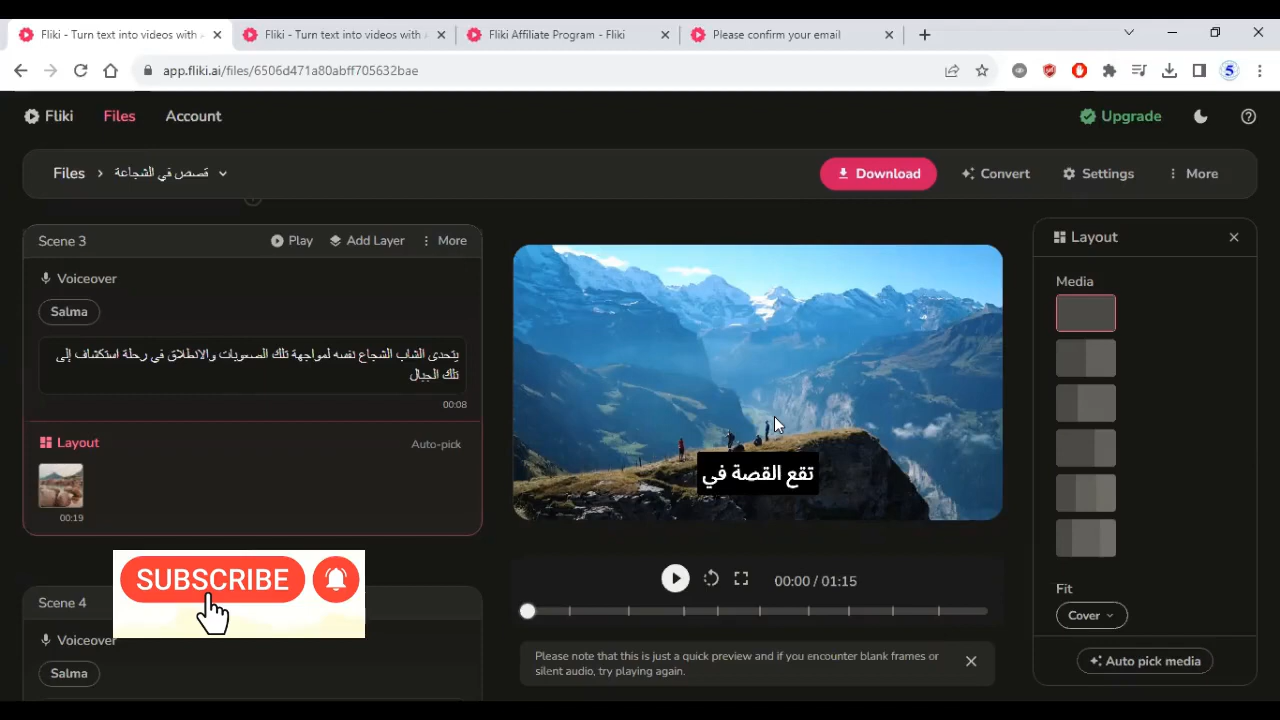 Fliki - Turn text into videos with
Fliki - Turn text into videos with
Fliki Affiliate Program - Fliki
Please confirm your email
app.fliki.ai/files/6506d471a80abff705632bae
5
Fliki
Files
Account
Upgrade
Files
قصص في الشجاعة
Download
Convert
Settings
More
Scene 3
Play
Add Layer
More
Voiceover
Salma
يتحدى الشاب الشجاع نفسه لمواجهة تلك الصعوبات والانطلاق في رحلة استكشاف إلى
تلك الجبال
00:08
Layout
Auto-pick
00:19
SUBSCRIBE
Scene 4
Voiceover
Salma
تقع القصة في
00:00 / 01:15
Please note that this is just a quick preview and if you encounter blank frames or
silent audio, try playing again.
Layout
Media
Fit
Cover
Auto pick media